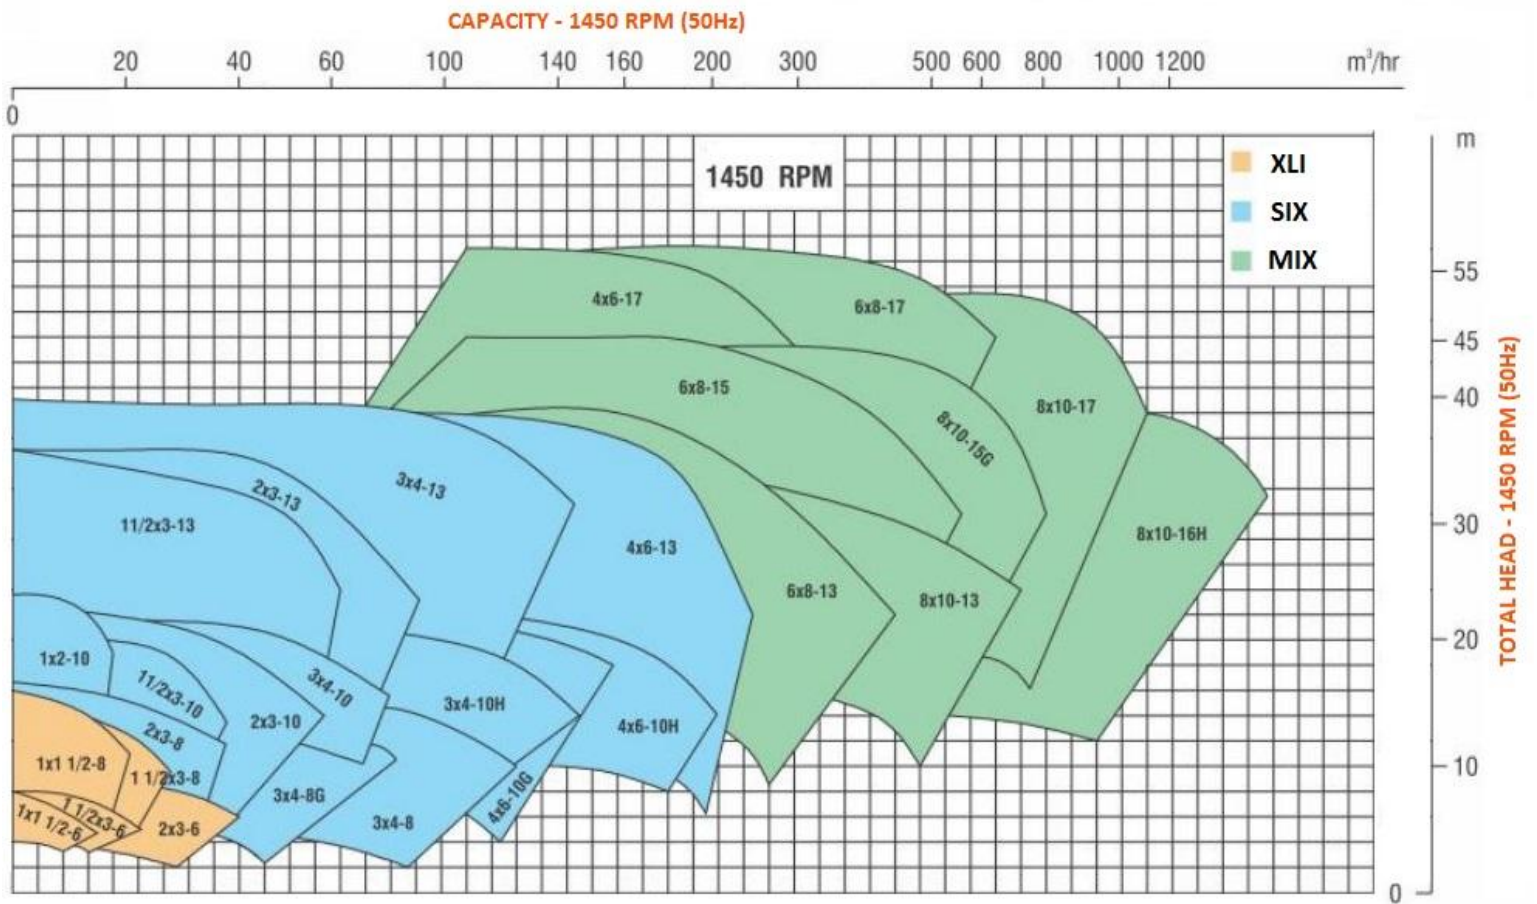 CAPACITY - 1450 RPM (50Hz)
20 40 60 100 140 160 200 300 500 600 800 1000 1200 m³/hr
0
m
1450 RPM
XLI
SIX
MIX
55
45
40
30
20
10
0
TOTAL HEAD - 1450 RPM (50Hz)
4x6-17
6x8-17
6x8-15
8x10-17
8x10-15G
3x4-13
2x3-13
11/2x3-13
4x6-13
8x10-16H
6x8-13
8x10-13
1x2-10
11/2x3-10
3x4-10
2x3-10
3x4-10H
4x6-10H
2x3-8
1x1 1/2-8
1 1/2x3-8
3x4-8G
4x6-10G
3x4-8
1x1 1/2-6
1 1/2x3-6
2x3-6